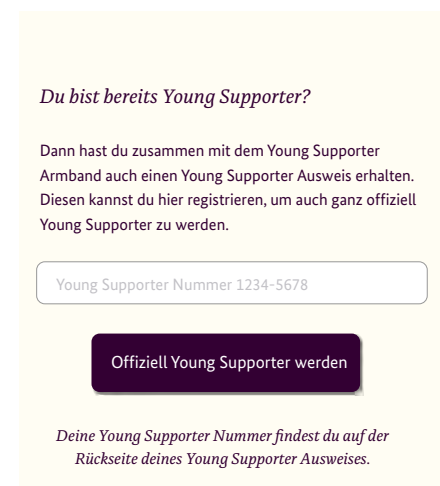 Du bist bereits Young Supporter?
Dann hast du zusammen mit dem Young Supporter
Armband auch einen Young Supporter Ausweis erhalten.
Diesen kannst du hier registrieren, um auch ganz offiziell
Young Supporter zu werden.
Young Supporter Nummer 1234-5678
Offiziell Young Supporter werden
Deine Young Supporter Nummer findest du auf der
Rückseite deines Young Supporter Ausweises.